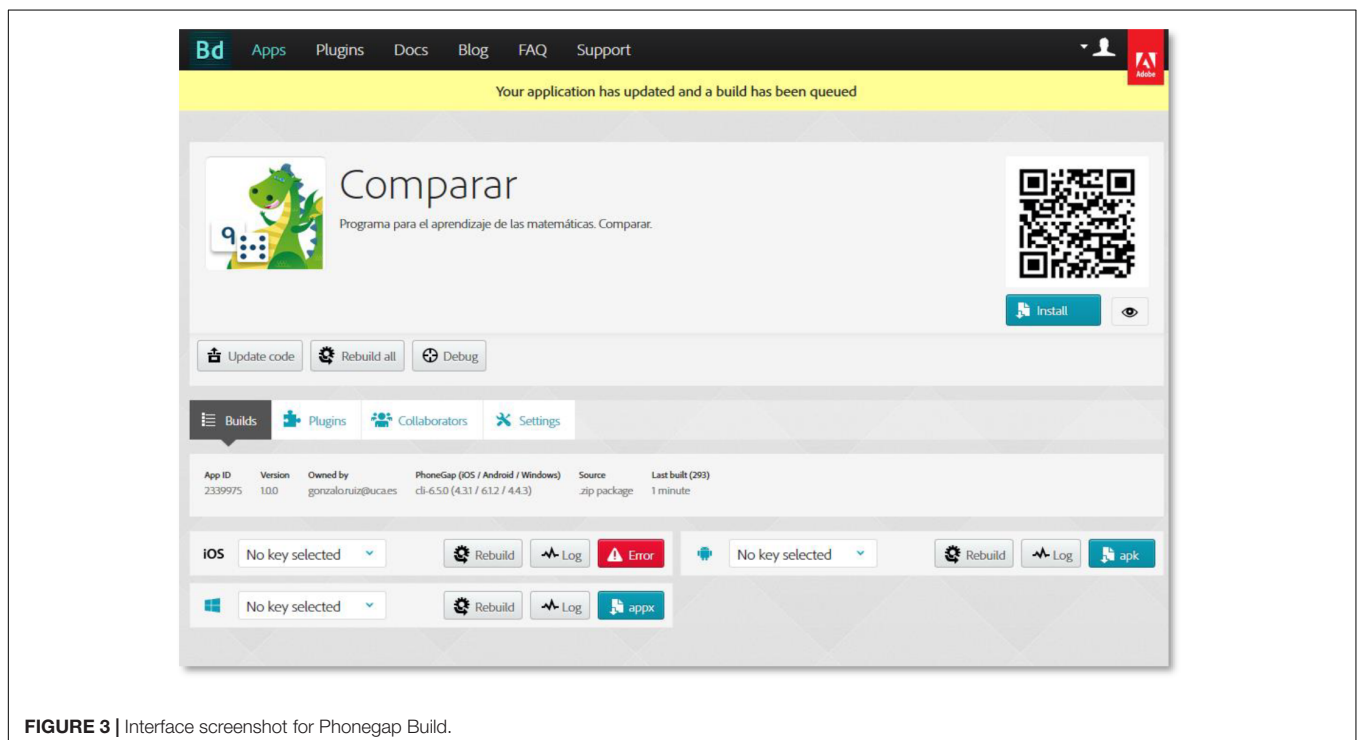 Bd Apps Plugins Docs Blog FAQ Support
Adobe
Your application has updated and a build has been queued
Comparar
Programa para el aprendizaje de las matemáticas. Comparar.
9
Install
Update code Rebuild all Debug
Builds Plugins Collaborators Settings
App ID Version Owned by PhoneGap (iOS / Android / Windows) Source Last built (293)
2339975 1.0.0 gonzalo.ruiz@uca.es cli-6.5.0 (4.3.1 / 6.1.2 / 4.4.3) .zip package 1 minute
iOS No key selected Rebuild Log Error No key selected Rebuild Log apk
No key selected Rebuild Log appx
FIGURE 3 | Interface screenshot for Phonegap Build.